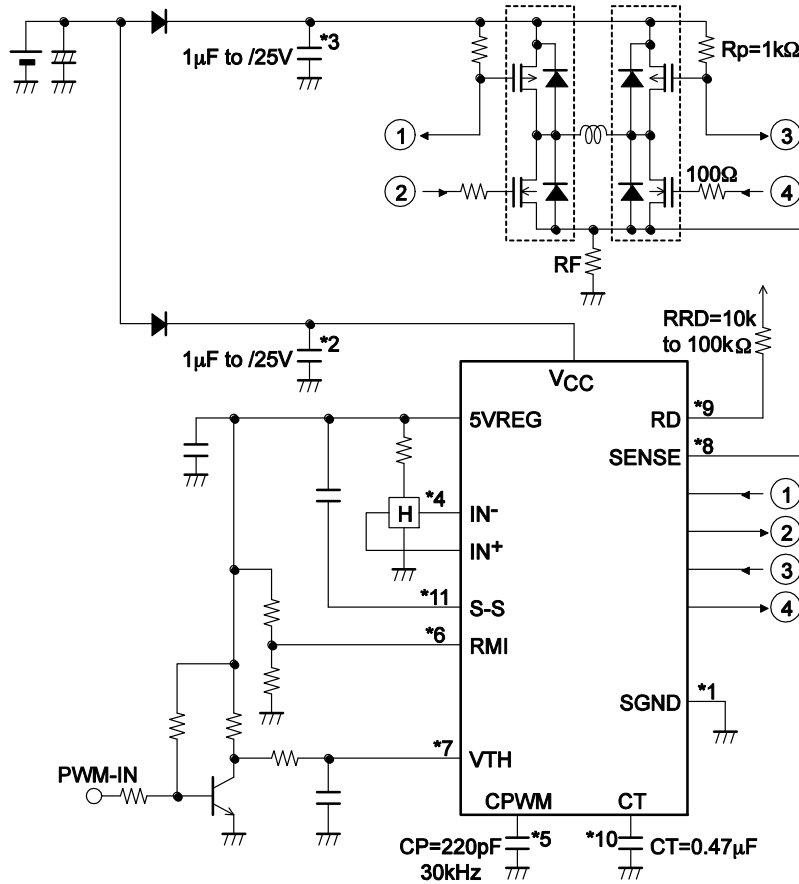 *3
1μF to /25V
Rp=1kΩ
1
3
2
100Ω
4
RF
*2
1μF to /25V
RRD=10k
to 100kΩ
VCC
5VREG
RD
*9
SENSE
*8
*4
IN-
H
1
IN+
2
3
*11
S-S
4
*6
RMI
SGND
*1
*7
VTH
PWM-IN
CPWM
CT
CP=220pF
*5
*10
CT=0.47μF
30kHz